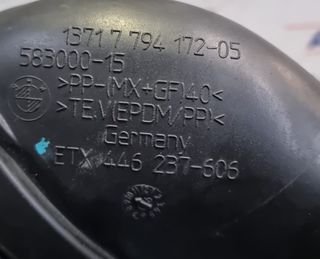 1371 7 794 172-05
583000-15
>PP-(MX+GF)40<
>TE.V(EPDM/PP)<
Germany
ETX 446 237-606